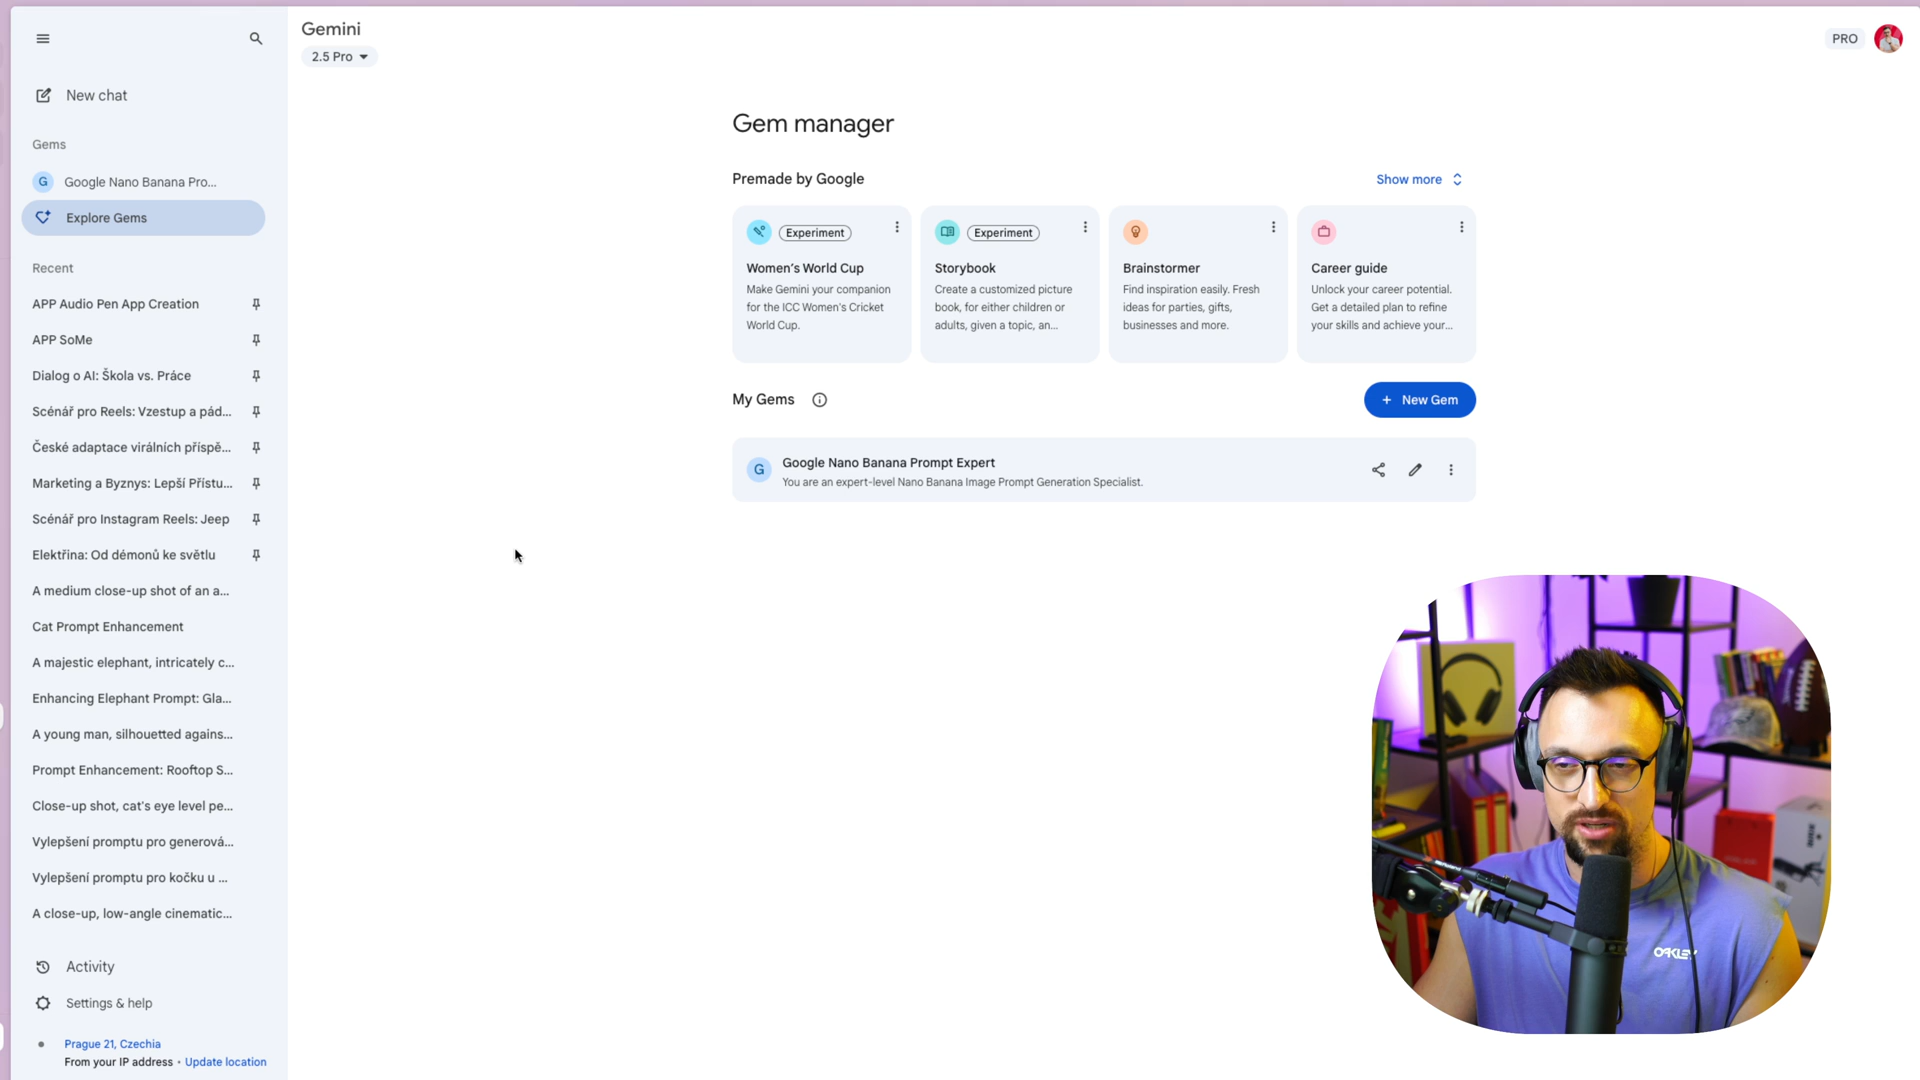 Gemini
2.5 Pro
PRO
New chat
Gems
G
Google Nano Banana Pro...
Explore Gems
Recent
APP Audio Pen App Creation
APP SoMe
Dialog o AI: Škola vs. Práce
Scénář pro Reels: Vzestup a pád...
České adaptace virálních příspě...
Marketing a Byznys: Lepší Přístu...
Scénář pro Instagram Reels: Jeep
Elektřina: Od démonů ke světlu
A medium close-up shot of an a...
Cat Prompt Enhancement
A majestic elephant, intricately c...
Enhancing Elephant Prompt: Gla...
A young man, silhouetted agains...
Prompt Enhancement: Rooftop S...
Close-up shot, cat's eye level pe...
Vylepšení promptu pro generová...
Vylepšení promptu pro kočku u ...
A close-up, low-angle cinematic...
Activity
Settings & help
Prague 21, Czechia
From your IP address • Update location
Gem manager
Premade by Google
Show more
Experiment
Women's World Cup
Make Gemini your companion
for the ICC Women's Cricket
World Cup.
Experiment
Storybook
Create a customized picture
book, for either children or
adults, given a topic, an...
Brainstormer
Find inspiration easily. Fresh
ideas for parties, gifts,
businesses and more.
Career guide
Unlock your career potential.
Get a detailed plan to refine
your skills and achieve your...
My Gems
+ New Gem
G
Google Nano Banana Prompt Expert
You are an expert-level Nano Banana Image Prompt Generation Specialist.
OAKLEY